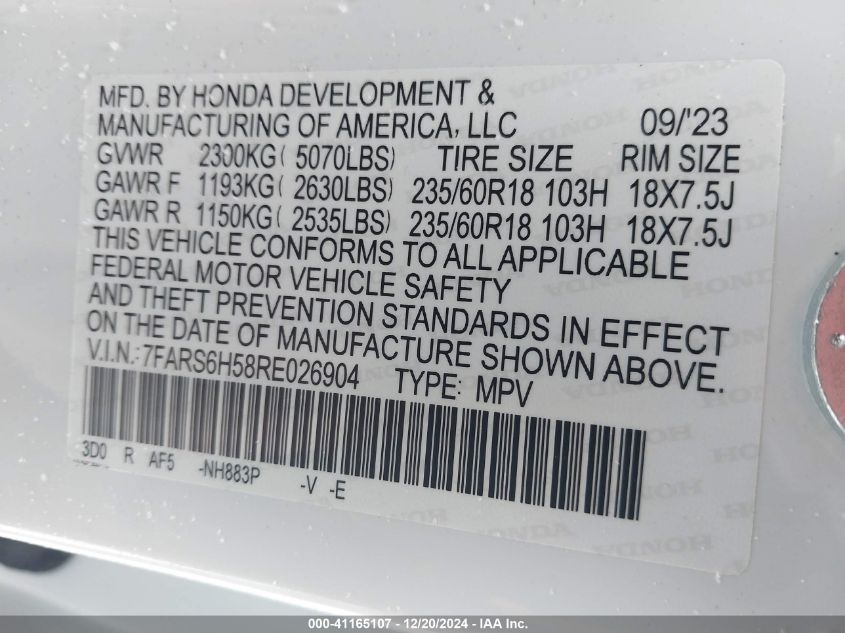 MFD. BY HONDA DEVELOPMENT &
MANUFACTURING OF AMERICA, LLC 09/'23
GVWR 2300KG( 5070LBS) TIRE SIZE RIM SIZE
GAWR F 1193KG( 2630LBS) 235/60R18 103H 18X7.5J
GAWR R 1150KG( 2535LBS) 235/60R18 103H 18X7.5J
THIS VEHICLE CONFORMS TO ALL APPLICABLE
FEDERAL MOTOR VEHICLE SAFETY
AND THEFT PREVENTION STANDARDS IN EFFECT
ON THE DATE OF MANUFACTURE SHOWN ABOVE.
V.I.N.: 7FARS6H58RE026904 TYPE: MPV
3D0 R AF5 -NH883P -V -E
000-41165107 - 12/20/2024 - IAA Inc.